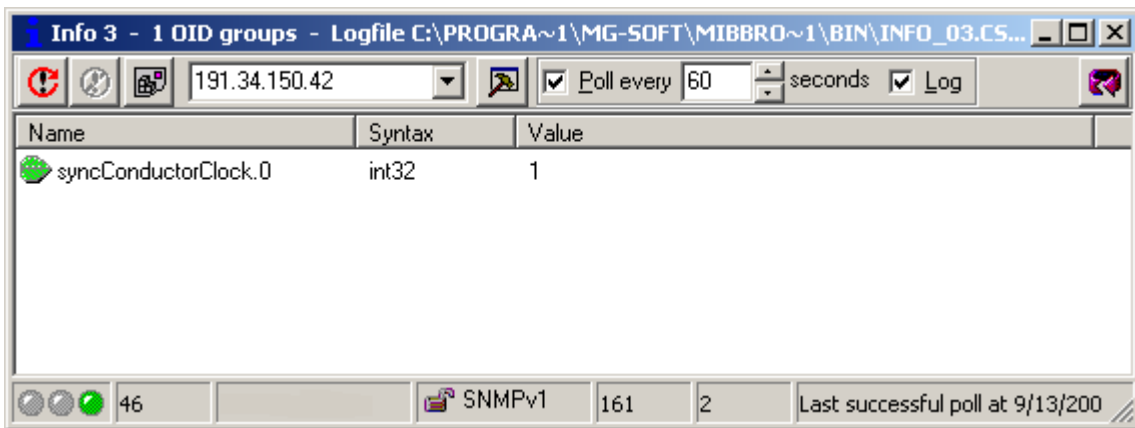 Info 3 - 1 OID groups - Logfile C:\PROGRA~1\MG-SOFT\MIBBRO~1\BIN\INFO_03.CS...
191.34.150.42 Poll every 60 seconds Log
Name Syntax Value
syncConductorClock.0 int32 1
46 SNMPv1 161 2 Last successful poll at 9/13/200